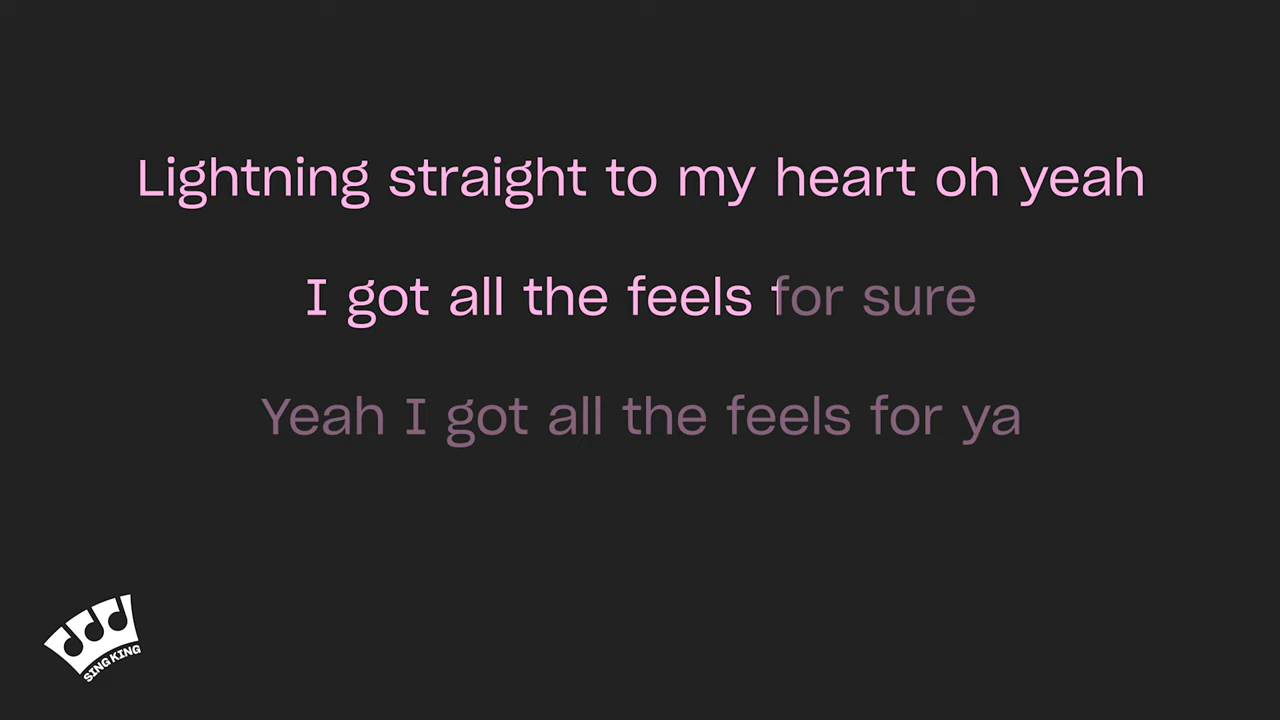 Lightning straight to my heart oh yeah
I got all the feels for sure
Yeah I got all the feels for ya
SING KING